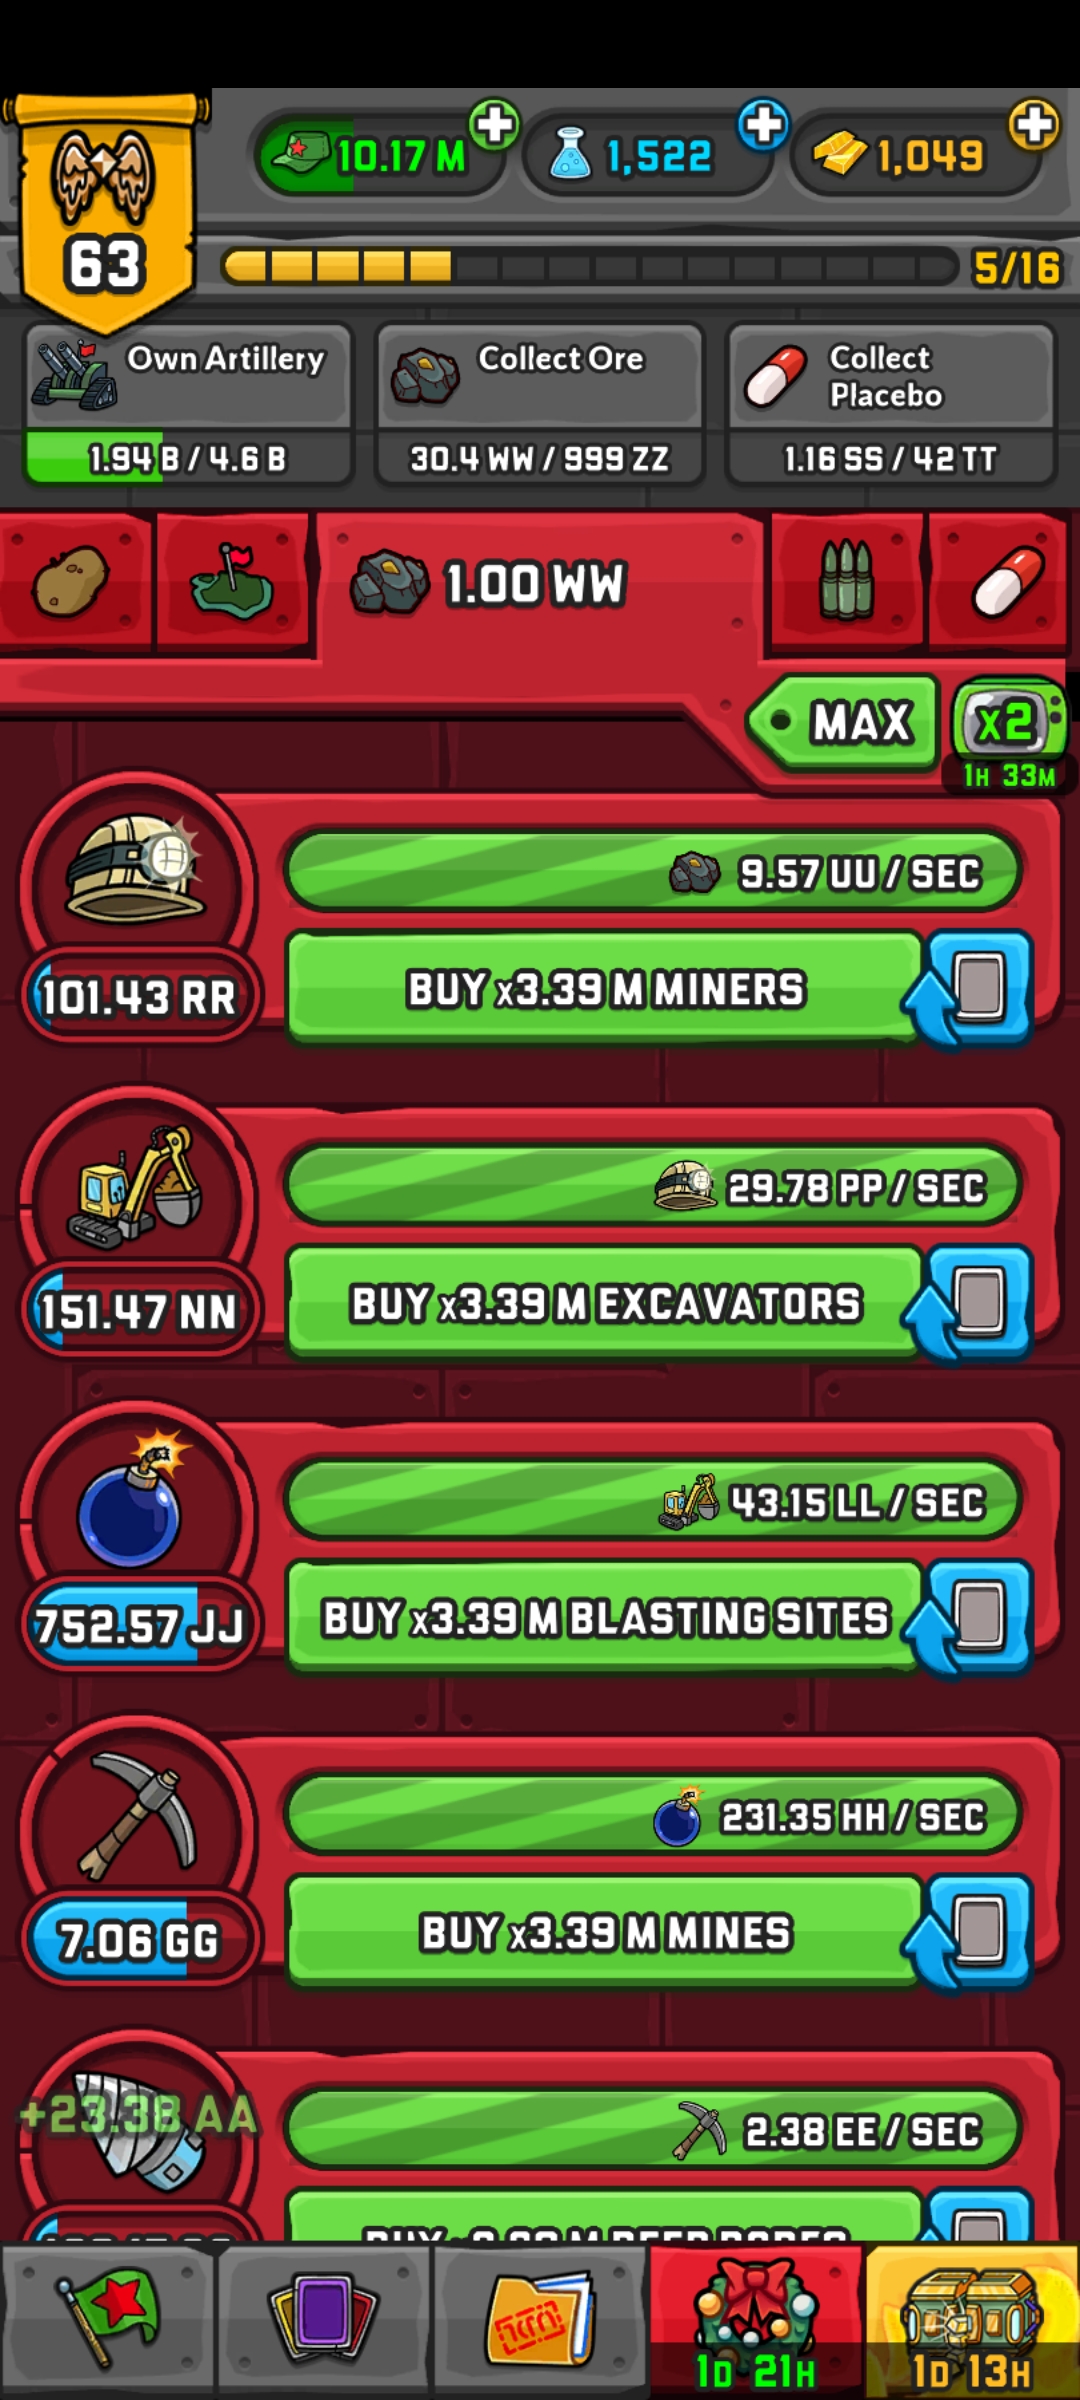 10.17 M
1,522
1,049
63
5/16
Own Artillery
1.94 B / 4.6 B
Collect Ore
30.4 WW / 999 ZZ
Collect
Placebo
1.16 SS / 42 TT
1.00 WW
MAX
x2
1H 33M
9.57 UU / SEC
101.43 RR
BUY x3.39 M MINERS
29.78 PP / SEC
151.47 NN
BUY x3.39 M EXCAVATORS
43.15 LL / SEC
752.57 JJ
BUY x3.39 M BLASTING SITES
231.35 HH / SEC
7.06 GG
BUY x3.39 M MINES
+23.38 AA
2.38 EE / SEC
1D 21H
1D 13H